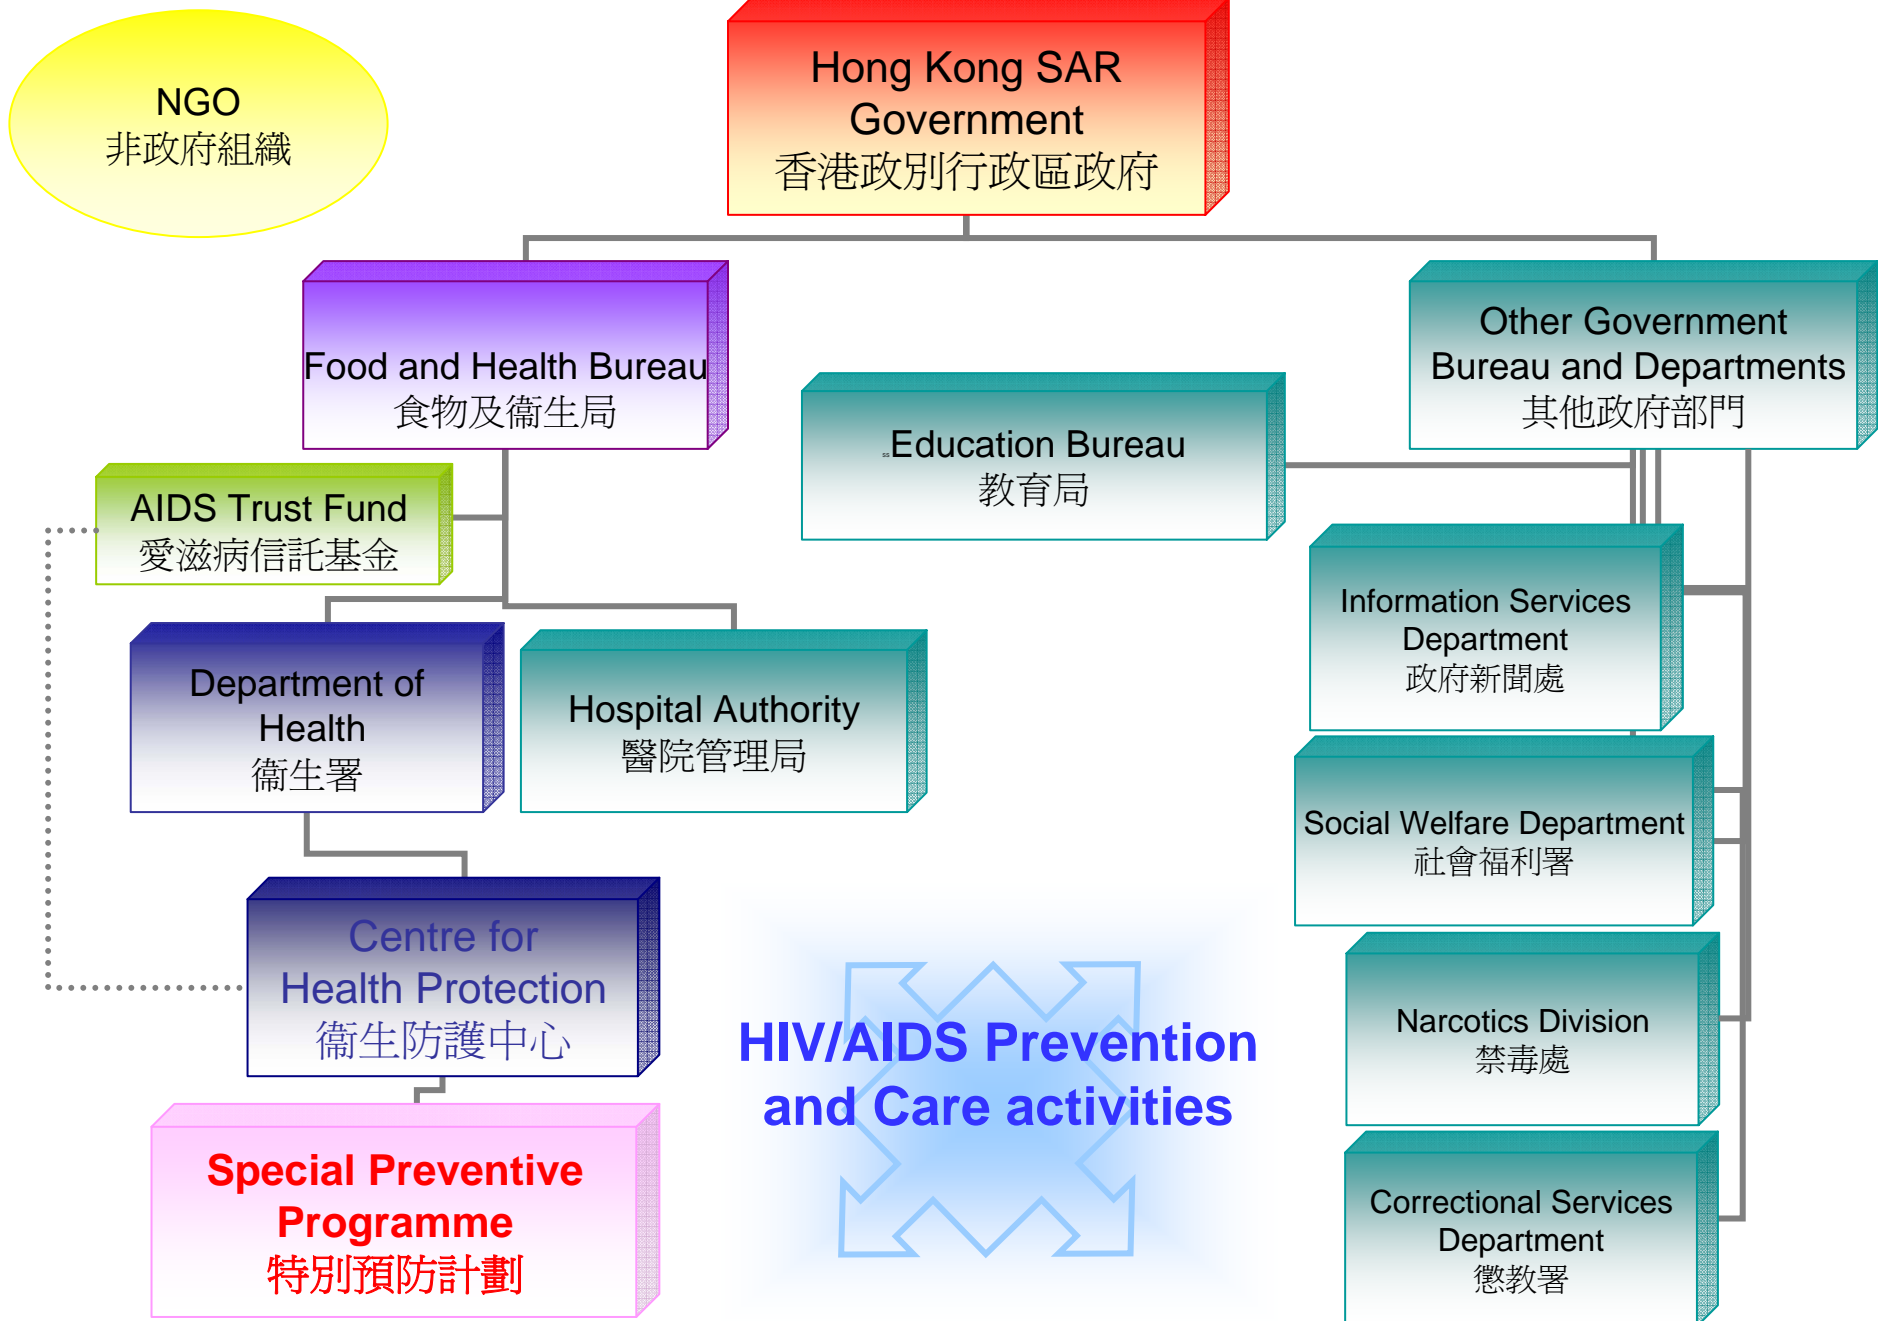 NGO
非政府組織
Hong Kong SAR
Government
香港政別行政區政府
Food and Health Bureau
食物及衞生局
Other Government
Bureau and Departments
其他政府部門
ssEducation Bureau
教育局
AIDS Trust Fund
愛滋病信託基金
Information Services
Department
政府新聞處
Department of
Health
衞生署
Hospital Authority
醫院管理局
Social Welfare Department
社會福利署
Centre for
Health Protection
衞生防護中心
HIV/AIDS Prevention
and Care activities
Narcotics Division
禁毒處
Special Preventive
Programme
特別預防計劃
Correctional Services
Department
懲教署